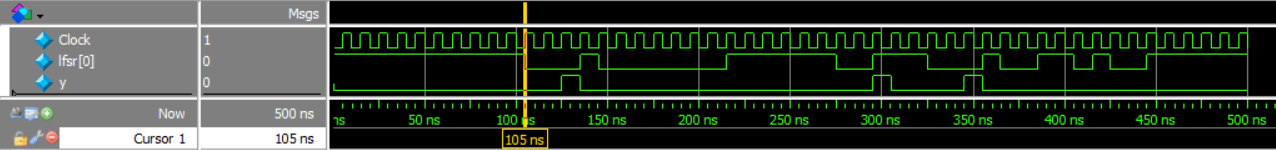 Msgs
Clock 1
lfsr[0] 0
y 0
Now 500 ns ns 50 ns 100 ns 150 ns 200 ns 250 ns 300 ns 350 ns 400 ns 450 ns 500 ns
Cursor 1 105 ns 105 ns